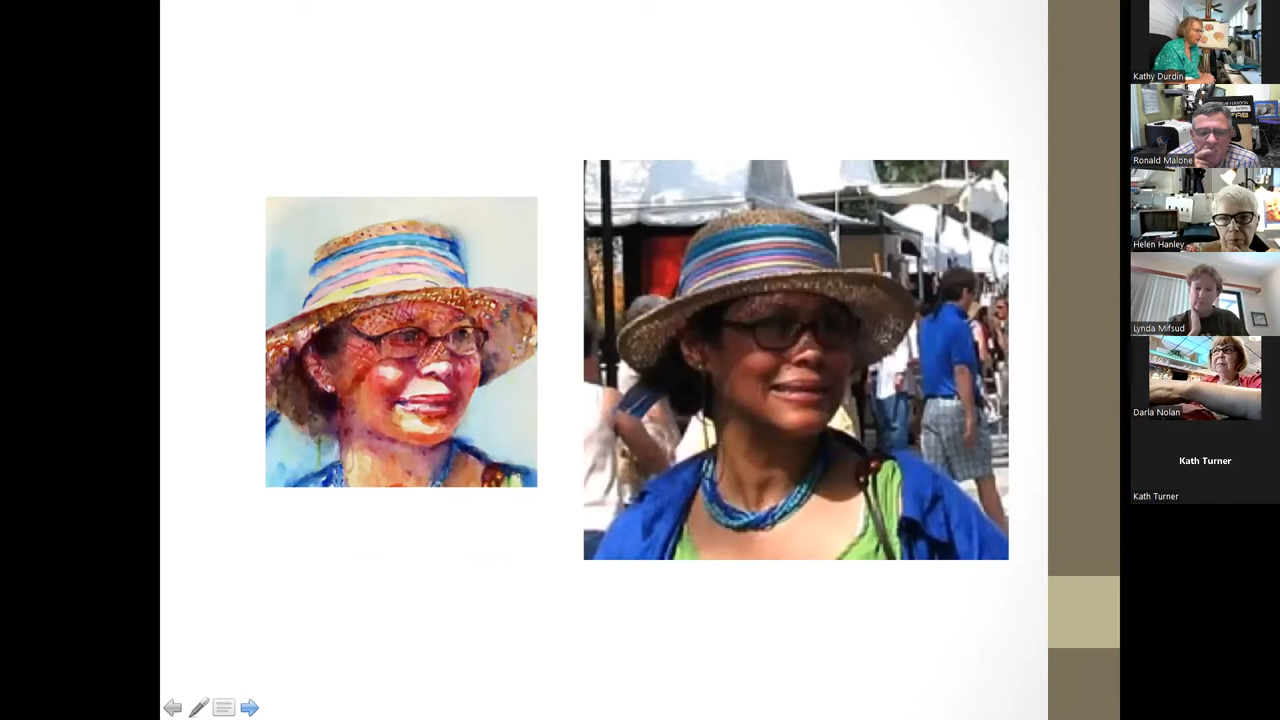 Kathy Durdin
Ronald Malone
Helen Hanley
Lynda Mifsud
Darla Nolan
Kath Turner
Kath Turner